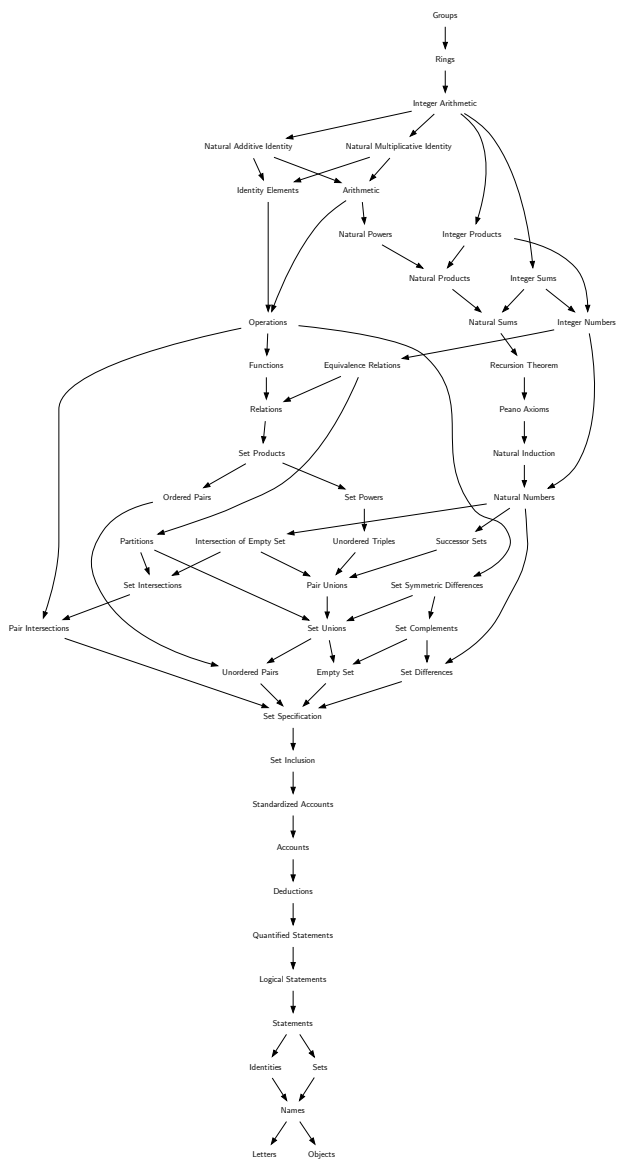 Groups
Rings
Integer Arithmetic
Natural Additive Identity
Natural Multiplicative Identity
Identity Elements
Arithmetic
Natural Powers
Integer Products
Natural Products
Integer Sums
Operations
Natural Sums
Integer Numbers
Functions
Equivalence Relations
Recursion Theorem
Relations
Peano Axioms
Set Products
Natural Induction
Ordered Pairs
Set Powers
Natural Numbers
Partitions
Intersection of Empty Set
Unordered Triples
Successor Sets
Set Intersections
Pair Unions
Set Symmetric Differences
Pair Intersections
Set Unions
Set Complements
Unordered Pairs
Empty Set
Set Differences
Set Specification
Set Inclusion
Standardized Accounts
Accounts
Deductions
Quantified Statements
Logical Statements
Statements
Identities
Sets
Names
Letters
Objects